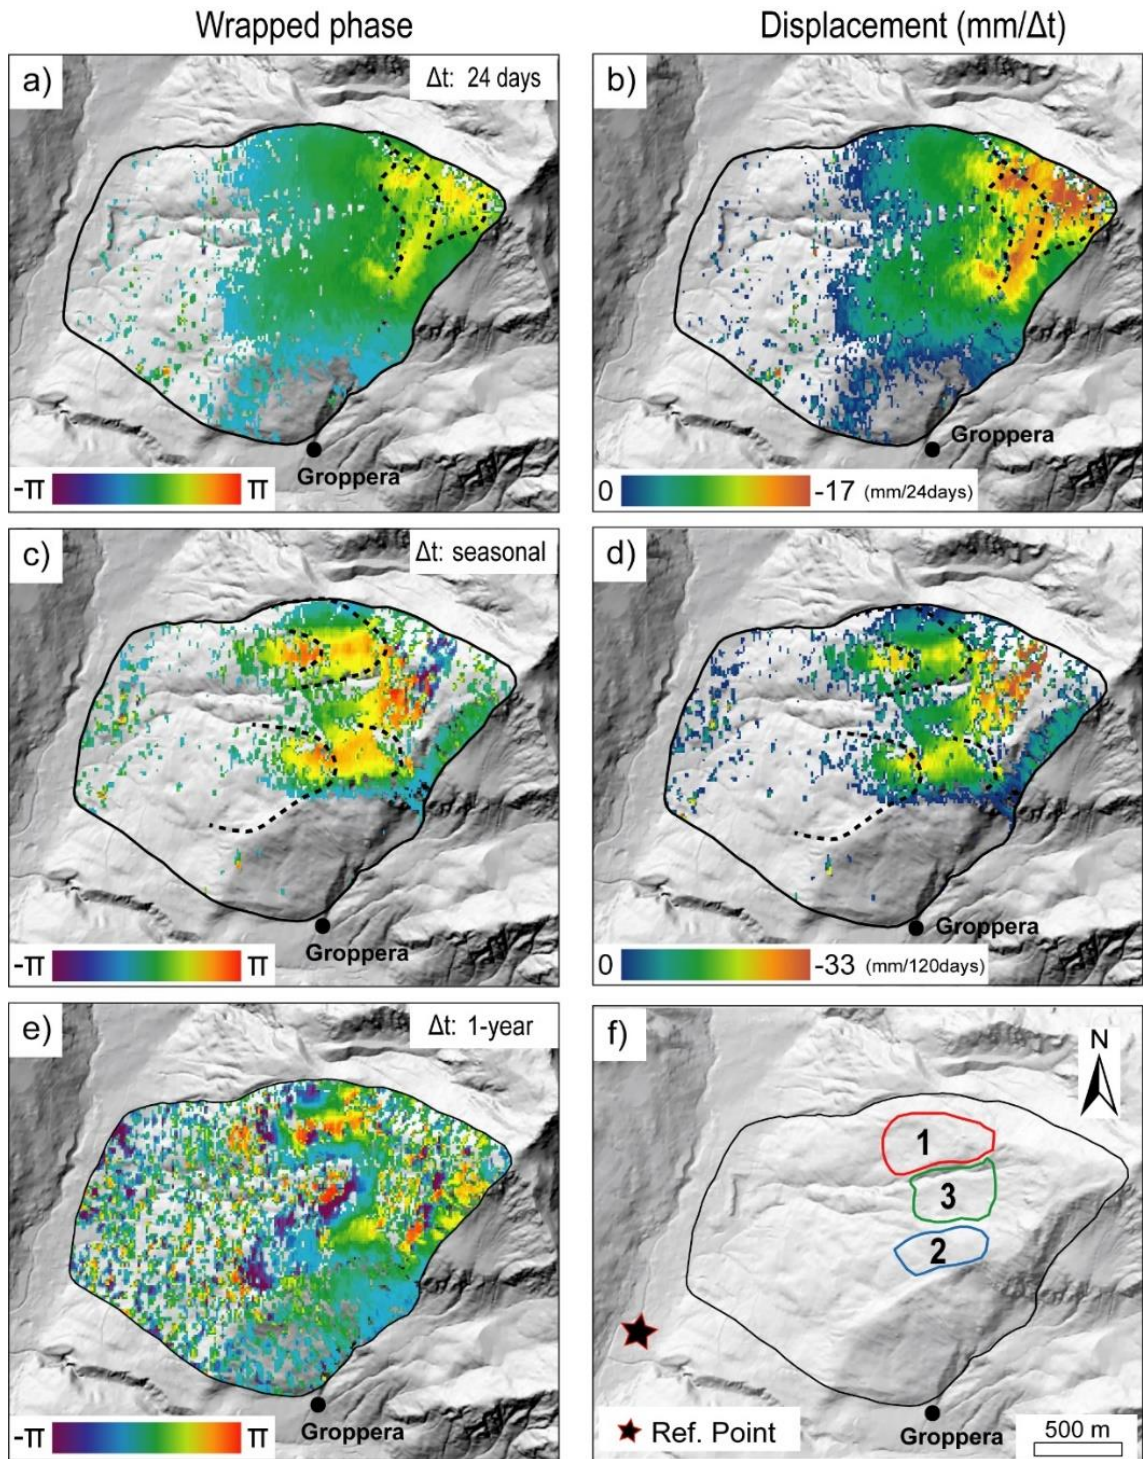 Wrapped phase
Displacement (mm/Δt)
a)
Δt: 24 days
b)
Groppera
Groppera
-π
π
0
-17 (mm/24days)
c)
Δt: seasonal
d)
Groppera
Groppera
-π
π
0
-33 (mm/120days)
e)
Δt: 1-year
f)
N
1
3
2
Groppera
-π
π
Ref. Point
Groppera
500 m